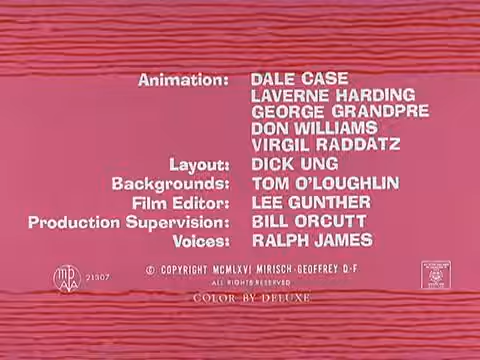 Animation: DALE CASE
LAVERNE HARDING
GEORGE GRANDPRE
DON WILLIAMS
VIRGIL RADDATZ
Layout: DICK UNG
Backgrounds: TOM O'LOUGHLIN
Film Editor: LEE GUNTHER
Production Supervision: BILL ORCUTT
Voices: RALPH JAMES
© COPYRIGHT MCMLXVI MIRISCH-GEOFFREY D-F
ALL RIGHTS RESERVED
MPAA 21307
COLOR BY DELUXE